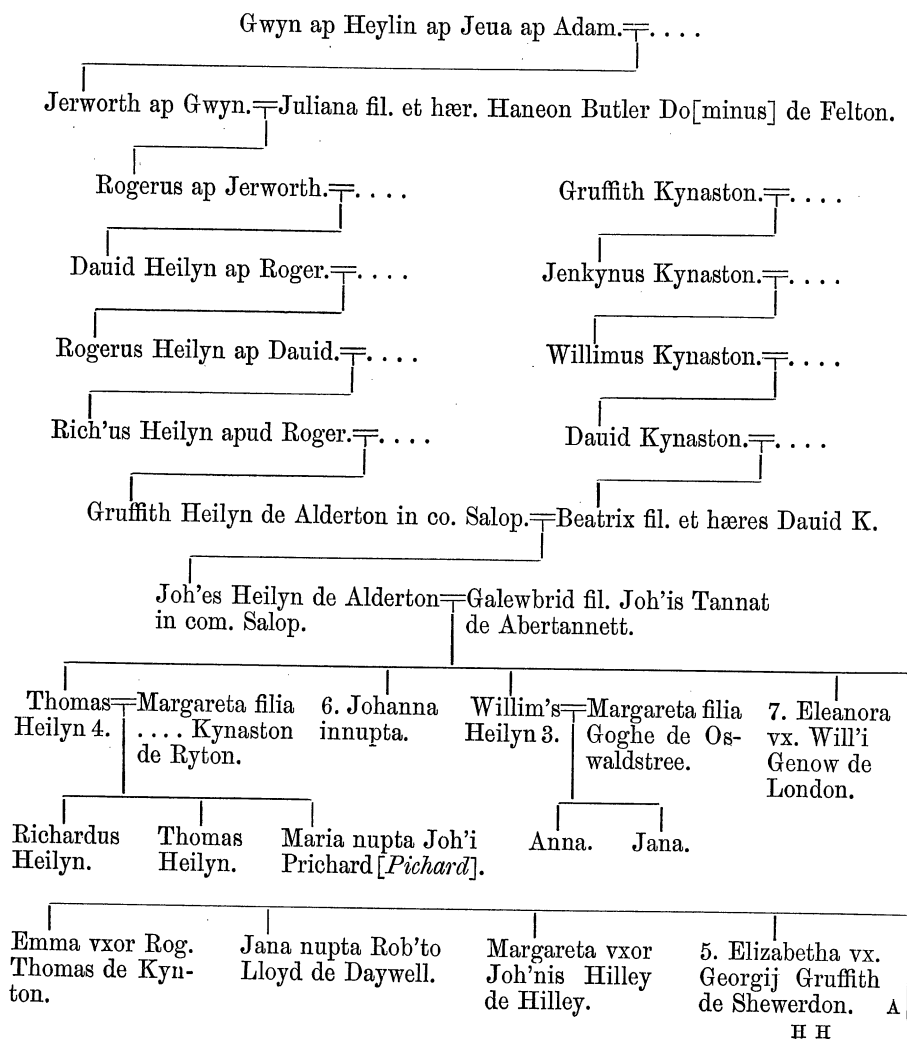 Gwyn ap Heylin ap Jeua ap Adam.=. . . .
Jerworth ap Gwyn.=Juliana fil. et hær. Haneon Butler Do[minus] de Felton.
Rogerus ap Jerworth.=. . . .
Gruffith Kynaston.=. . . .
Dauid Heilyn ap Roger.=. . . .
Jenkynus Kynaston.=. . . .
Rogerus Heilyn ap Dauid.=. . . .
Willimus Kynaston.=. . . .
Rich'us Heilyn apud Roger.=. . . .
Dauid Kynaston.=. . . .
Gruffith Heilyn de Alderton in co. Salop.=Beatrix fil. et hæres Dauid K.
Joh'es Heilyn de Alderton=Galewbrid fil. Joh'is Tannat
in com. Salop.
de Abertannett.
Thomas=Margareta filia
Heilyn 4.
. . . . Kynaston
de Ryton.
6. Johanna
innupta.
Willim's=Margareta filia
Heilyn 3.
Goghe de Os-
waldstree.
7. Eleanora
vx. Will'i
Genow de
London.
Richardus
Heilyn.
Thomas
Heilyn.
Maria nupta Joh'i
Prichard [Pichard].
Anna.
Jana.
Emma vxor Rog.
Thomas de Kyn-
ton.
Jana nupta Rob'to
Lloyd de Daywell.
Margareta vxor
Joh'nis Hilley
de Hilley.
5. Elizabetha vx.
Georgij Gruffith
de Shewerdon.
A
H H